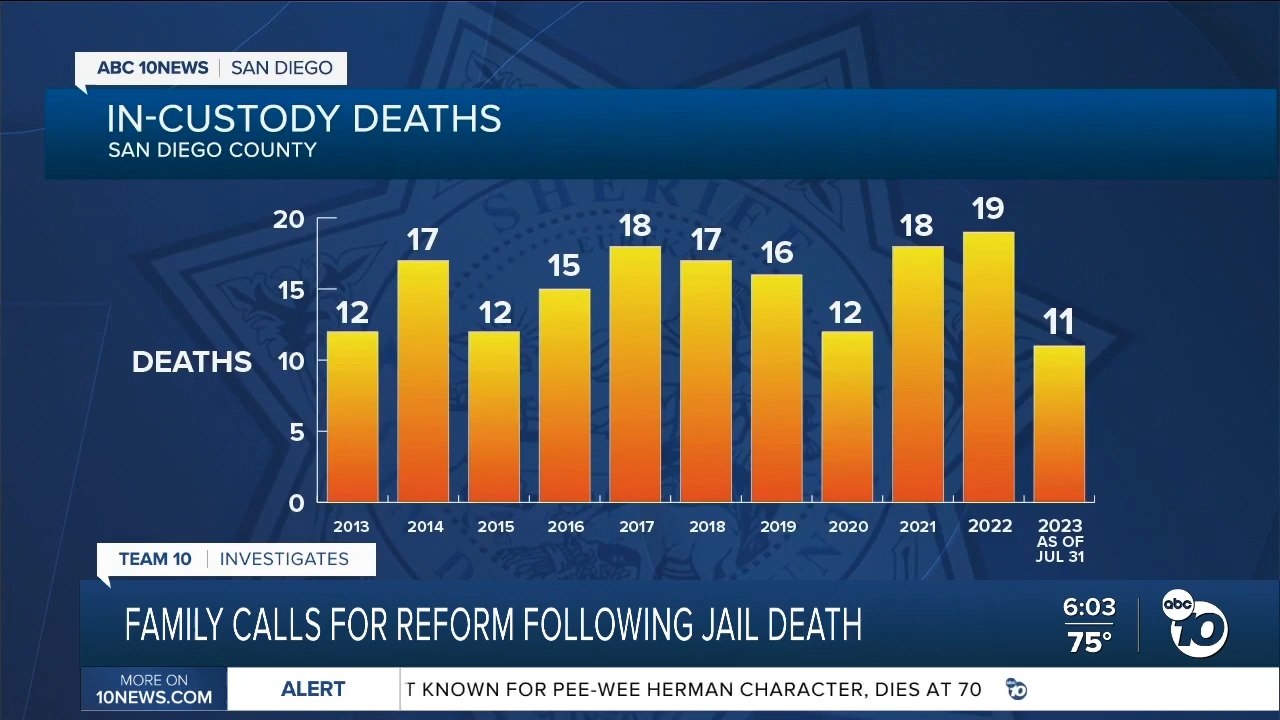 ABC 10NEWS | SAN DIEGO
IN-CUSTODY DEATHS
SAN DIEGO COUNTY
SHERIFF
DEATHS
20
15
10
5
0
12
17
12
15
18
17
16
12
18
19
11
2013
2014
2015
2016
2017
2018
2019
2020
2021
2022
2023
AS OF
JUL 31
TEAM 10 | INVESTIGATES
FAMILY CALLS FOR REFORM FOLLOWING JAIL DEATH
6:03
75°
abc
10
MORE ON
10NEWS.COM
ALERT
T KNOWN FOR PEE-WEE HERMAN CHARACTER, DIES AT 70